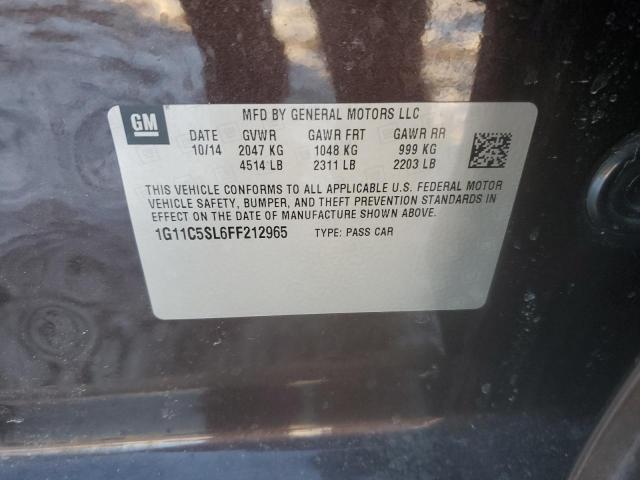 GM
MFD BY GENERAL MOTORS LLC
DATE GVWR GAWR FRT GAWR RR
10/14 2047 KG 1048 KG 999 KG
4514 LB 2311 LB 2203 LB
THIS VEHICLE CONFORMS TO ALL APPLICABLE U.S. FEDERAL MOTOR
VEHICLE SAFETY, BUMPER, AND THEFT PREVENTION STANDARDS IN
EFFECT ON THE DATE OF MANUFACTURE SHOWN ABOVE.
1G11C5SL6FF212965 TYPE: PASS CAR